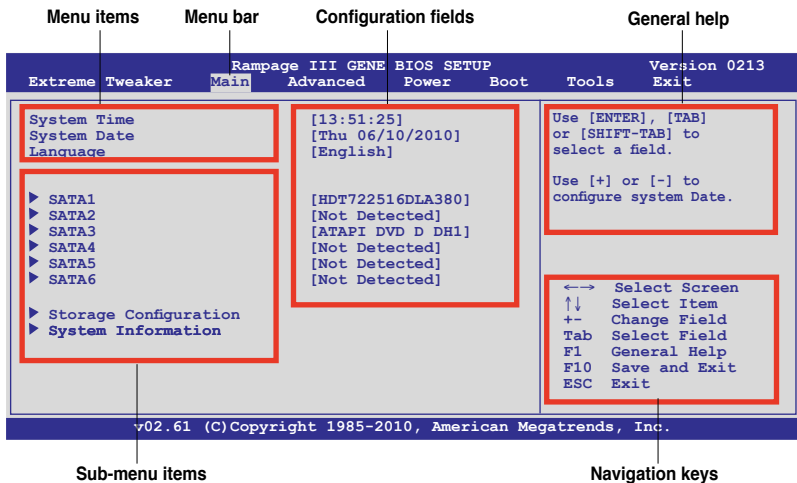 Menu items Menu bar Configuration fields General help
Rampage III GENE BIOS SETUP Version 0213
Extreme Tweaker Main Advanced Power Boot Tools Exit
System Time [13:51:25]
System Date [Thu 06/10/2010]
Language [English]
▶ SATA1 [HDT722516DLA380]
▶ SATA2 [Not Detected]
▶ SATA3 [ATAPI DVD D DH1]
▶ SATA4 [Not Detected]
▶ SATA5 [Not Detected]
▶ SATA6 [Not Detected]
▶ Storage Configuration
▶ System Information
Use [ENTER], [TAB]
or [SHIFT-TAB] to
select a field.
Use [+] or [-] to
configure system Date.
←→ Select Screen
↑↓ Select Item
+- Change Field
Tab Select Field
F1 General Help
F10 Save and Exit
ESC Exit
v02.61 (C)Copyright 1985-2010, American Megatrends, Inc.
Sub-menu items Navigation keys